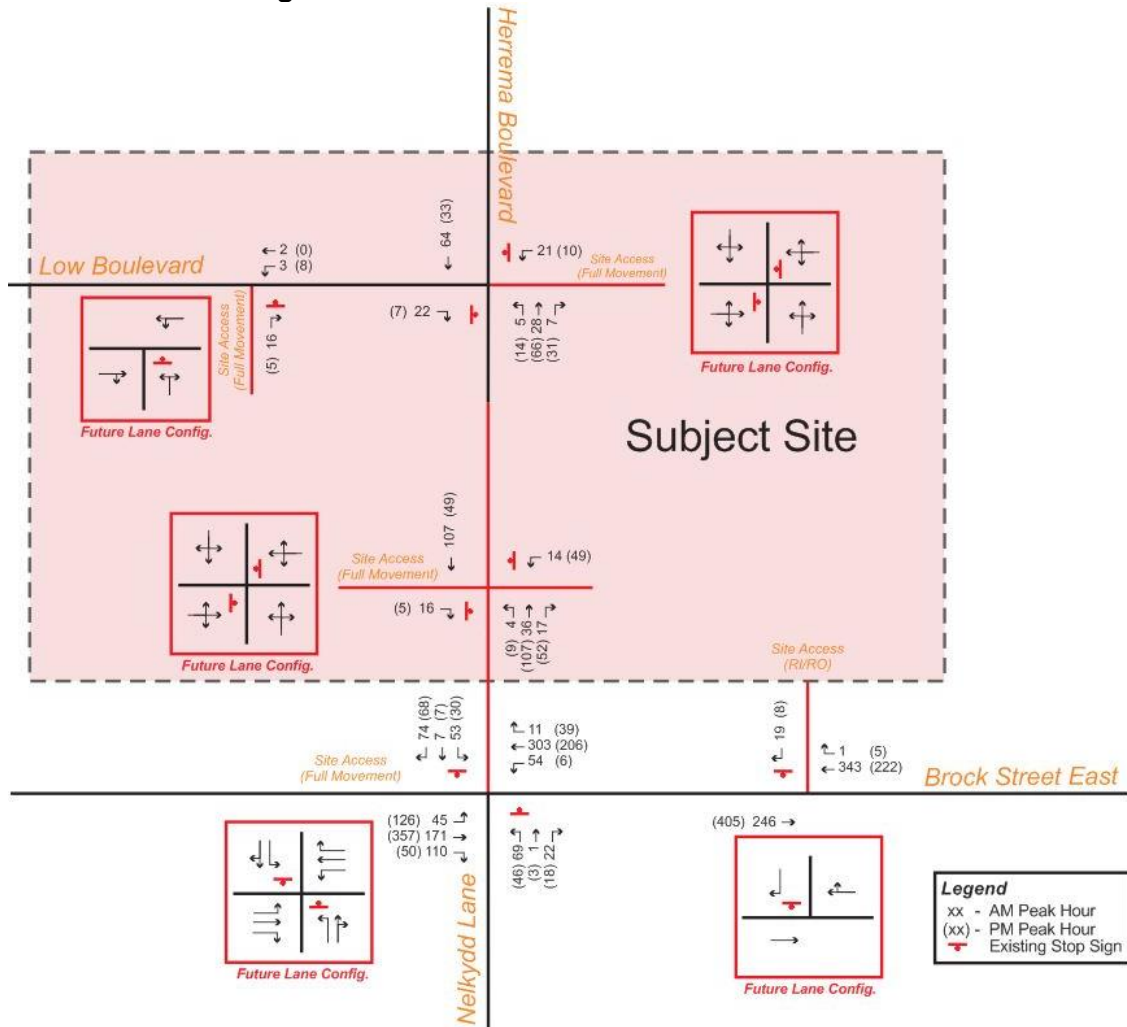 Herrema Boulevard
64 (33)
2 (0)
3 (8)
21 (10)
Site Access
(Full Movement)
Low Boulevard
Site Access
(Full Movement)
(5) 16
(7) 22
(14) 5
(66) 28
(31) 7
Future Lane Config.
Future Lane Config.
Subject Site
107 (49)
Site Access
(Full Movement)
14 (49)
(5) 16
(9) 4
(107) 36
(52) 17
Future Lane Config.
Site Access
(RI/RO)
74 (68)
7 (7)
53 (30)
11 (39)
303 (206)
54 (6)
19 (8)
1 (5)
343 (222)
Site Access
(Full Movement)
Brock Street East
(126) 45
(357) 171
(50) 110
(46) 69
(3) 1
(18) 22
(405) 246
Nelkydd Lane
Future Lane Config.
Future Lane Config.
Legend
xx - AM Peak Hour
(xx) - PM Peak Hour
Existing Stop Sign